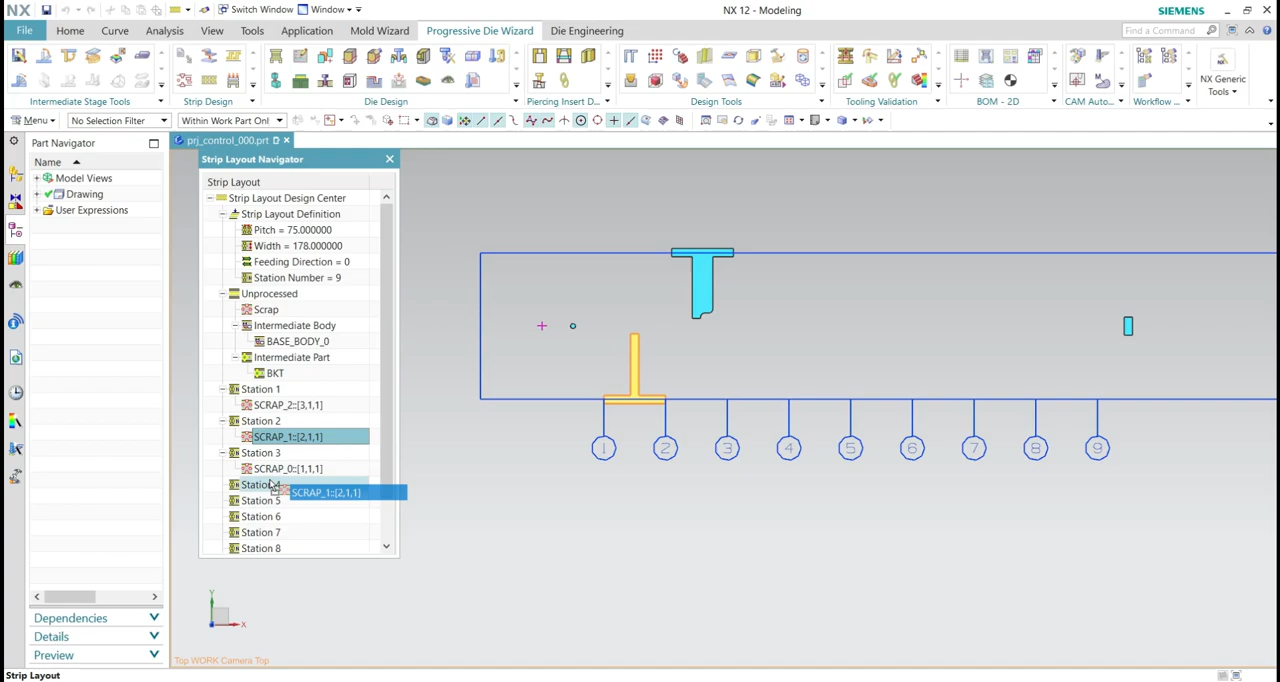 NX
Switch Window
Window
NX 12 - Modeling
SIEMENS
File
Home
Curve
Analysis
View
Tools
Application
Mold Wizard
Progressive Die Wizard
Die Engineering
Find a Command
NX Generic
Tools
Intermediate Stage Tools
Strip Design
Die Design
Piercing Insert D...
Design Tools
Tooling Validation
BOM - 2D
CAM Auto...
Workflow ...
Menu
No Selection Filter
Within Work Part Onl
Part Navigator
prj_control_000.prt
Name
Model Views
Drawing
User Expressions
Strip Layout Navigator
Strip Layout
Strip Layout Design Center
Strip Layout Definition
Pitch = 75.000000
Width = 178.000000
Feeding Direction = 0
Station Number = 9
Unprocessed
Scrap
Intermediate Body
BASE_BODY_0
Intermediate Part
BKT
Station 1
SCRAP_2::[3,1,1]
Station 2
SCRAP_1::[2,1,1]
Station 3
SCRAP_0::[1,1,1]
Station 4
SCRAP_1::[2,1,1]
Station 5
Station 6
Station 7
Station 8
1 2 3 4 5 6 7 8 9
Y
X
Dependencies
Details
Preview
Top WORK Camera Top
Strip Layout